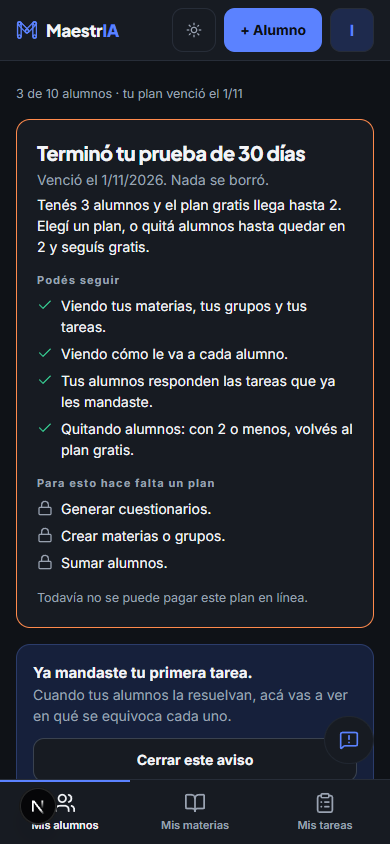 MaestrIA
+ Alumno
I
3 de 10 alumnos · tu plan venció el 1/11
Terminó tu prueba de 30 días
Venció el 1/11/2026. Nada se borró.
Tenés 3 alumnos y el plan gratis llega hasta 2.
Elegí un plan, o quitá alumnos hasta quedar en
2 y seguís gratis.
Podés seguir
Viendo tus materias, tus grupos y tus
tareas.
Viendo cómo le va a cada alumno.
Tus alumnos responden las tareas que ya
les mandaste.
Quitando alumnos: con 2 o menos, volvés al
plan gratis.
Para esto hace falta un plan
Generar cuestionarios.
Crear materias o grupos.
Sumar alumnos.
Todavía no se puede pagar este plan en línea.
Ya mandaste tu primera tarea.
Cuando tus alumnos la resuelvan, acá vas a ver
en qué se equivoca cada uno.
Cerrar este aviso
N
Mis alumnos
Mis materias
Mis tareas